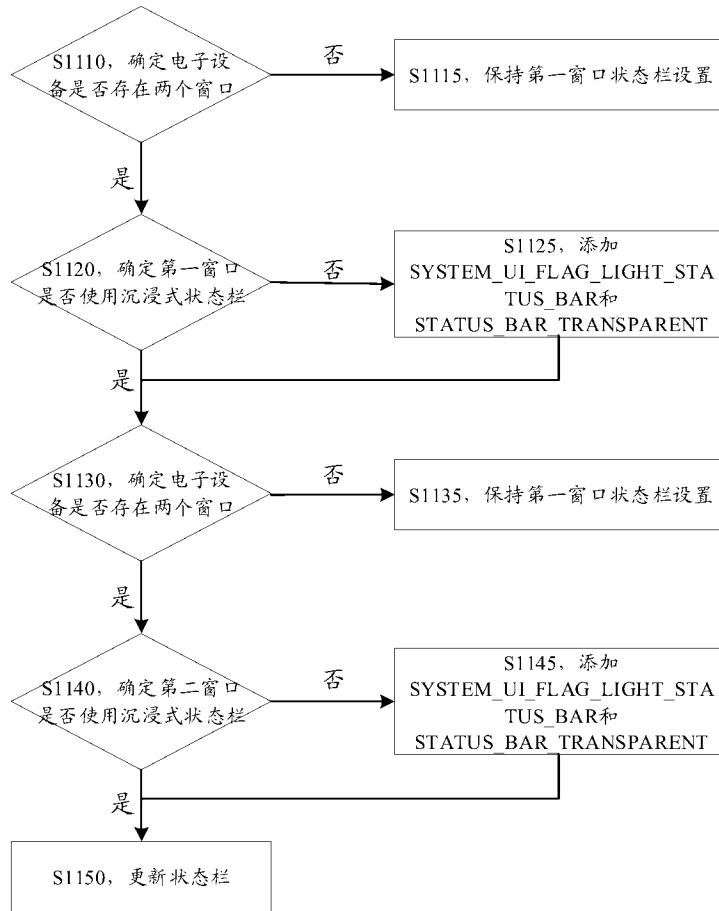 S1110，确定电子设
备是否存在两个窗口
否
S1115，保持第一窗口状态栏设置
是
S1120，确定第一窗口
是否使用沉浸式状态栏
否
S1125，添加
SYSTEM_UI_FLAG_LIGHT_STA
TUS_BAR和
STATUS_BAR_TRANSPARENT
是
S1130，确定电子设
备是否存在两个窗口
否
S1135，保持第一窗口状态栏设置
是
S1140，确定第二窗口
是否使用沉浸式状态栏
否
S1145，添加
SYSTEM_UI_FLAG_LIGHT_STA
TUS_BAR和
STATUS_BAR_TRANSPARENT
是
S1150，更新状态栏